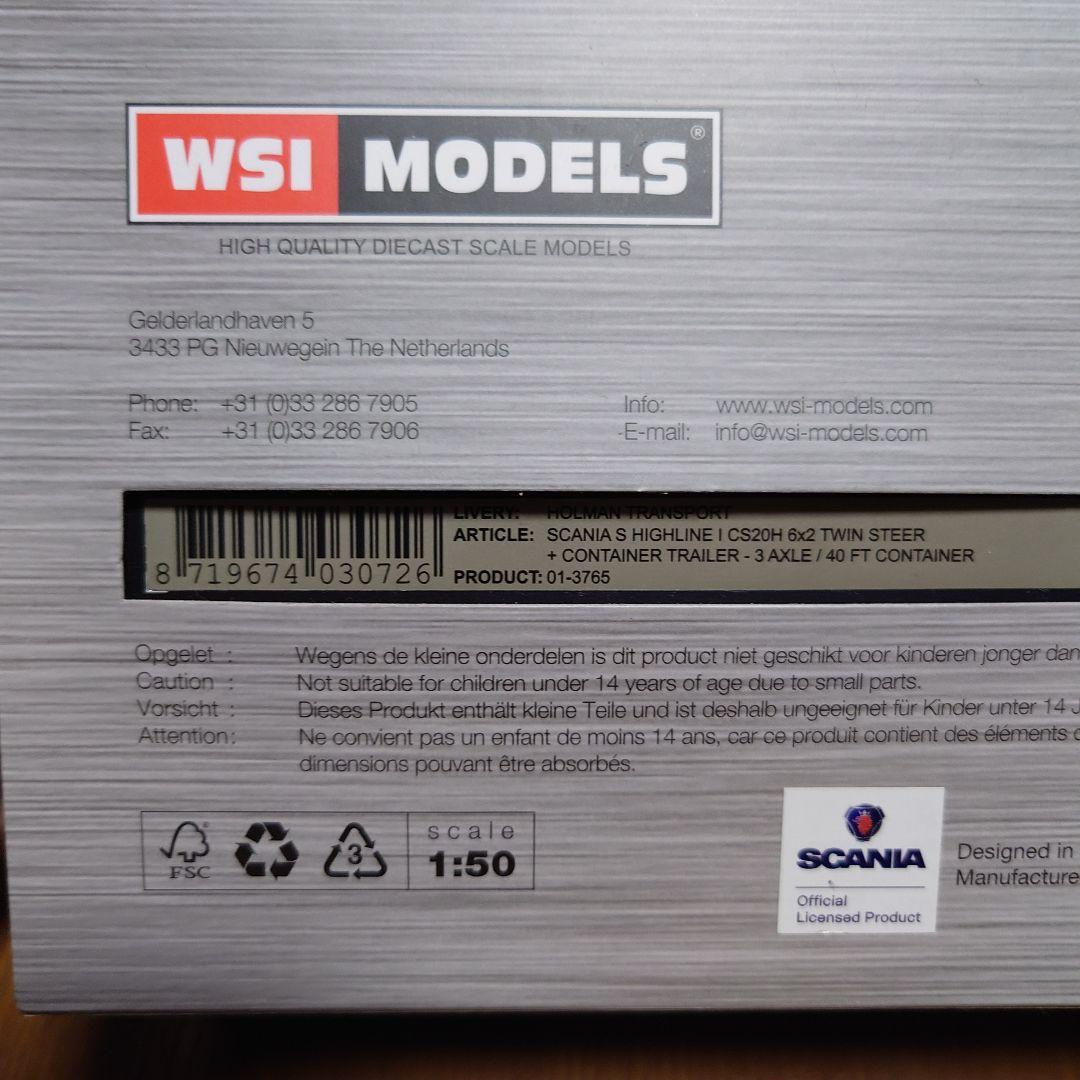 WSI MODELS®
HIGH QUALITY DIECAST SCALE MODELS
Gelderlandhaven 5
3433 PG Nieuwegein The Netherlands
Phone: +31 (0)33 286 7905
Fax: +31 (0)33 286 7906
Info: www.wsi-models.com
E-mail: info@wsi-models.com
LIVERY: HOLMAN TRANSPORT
ARTICLE: SCANIA S HIGHLINE I CS20H 6x2 TWIN STEER
+ CONTAINER TRAILER - 3 AXLE / 40 FT CONTAINER
PRODUCT: 01-3765
8 719674 030726
Opgelet : Wegens de kleine onderdelen is dit product niet geschikt voor kinderen jonger dan
Caution : Not suitable for children under 14 years of age due to small parts.
Vorsicht : Dieses Produkt enthält kleine Teile und ist deshalb ungeeignet für Kinder unter 14 J
Attention: Ne convient pas un enfant de moins 14 ans, car ce produit contient des éléments
dimensions pouvant être absorbés.
FSC
3
scale
1:50
SCANIA
Official
Licensed Product
Designed in
Manufacture